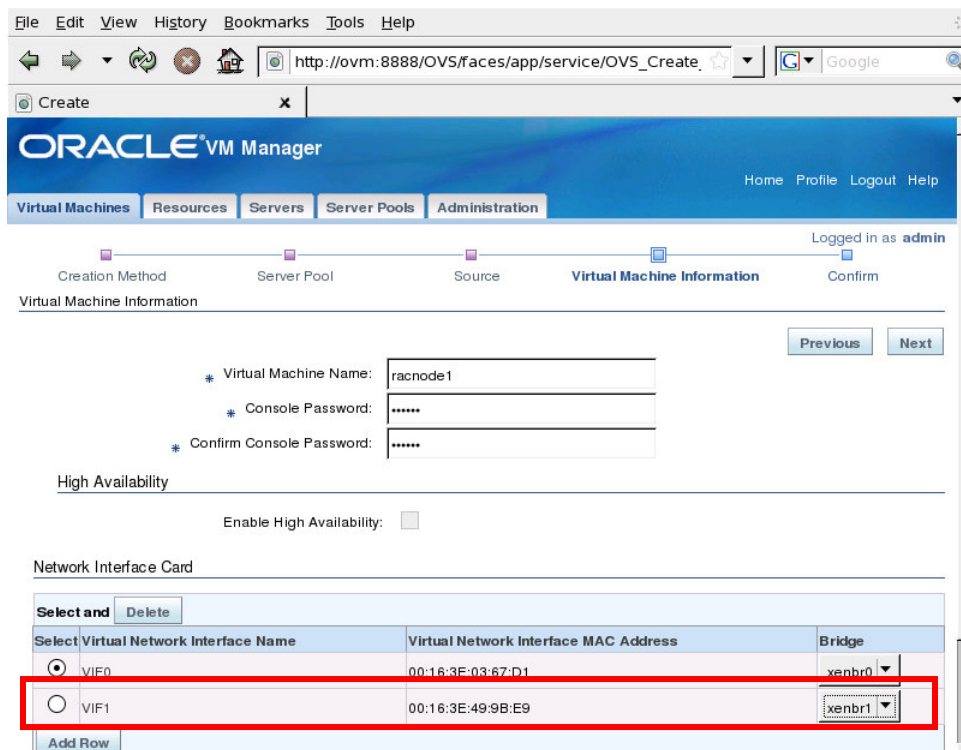 File Edit View History Bookmarks Tools Help
http://ovm:8888/OVS/faces/app/service/OVS_Create_ G Google
Create x
ORACLE VM Manager
Home Profile Logout Help
Virtual Machines Resources Servers Server Pools Administration
Logged in as admin
Creation Method Server Pool Source Virtual Machine Information Confirm
Virtual Machine Information
Previous Next
* Virtual Machine Name: racnode1
* Console Password: ••••••
* Confirm Console Password: ••••••
High Availability
Enable High Availability:
Network Interface Card
Select and Delete
Select Virtual Network Interface Name Virtual Network Interface MAC Address Bridge
VIF0 00:16:3E:03:67:D1 xenbr0
VIF1 00:16:3E:49:9B:E9 xenbr1
Add Row